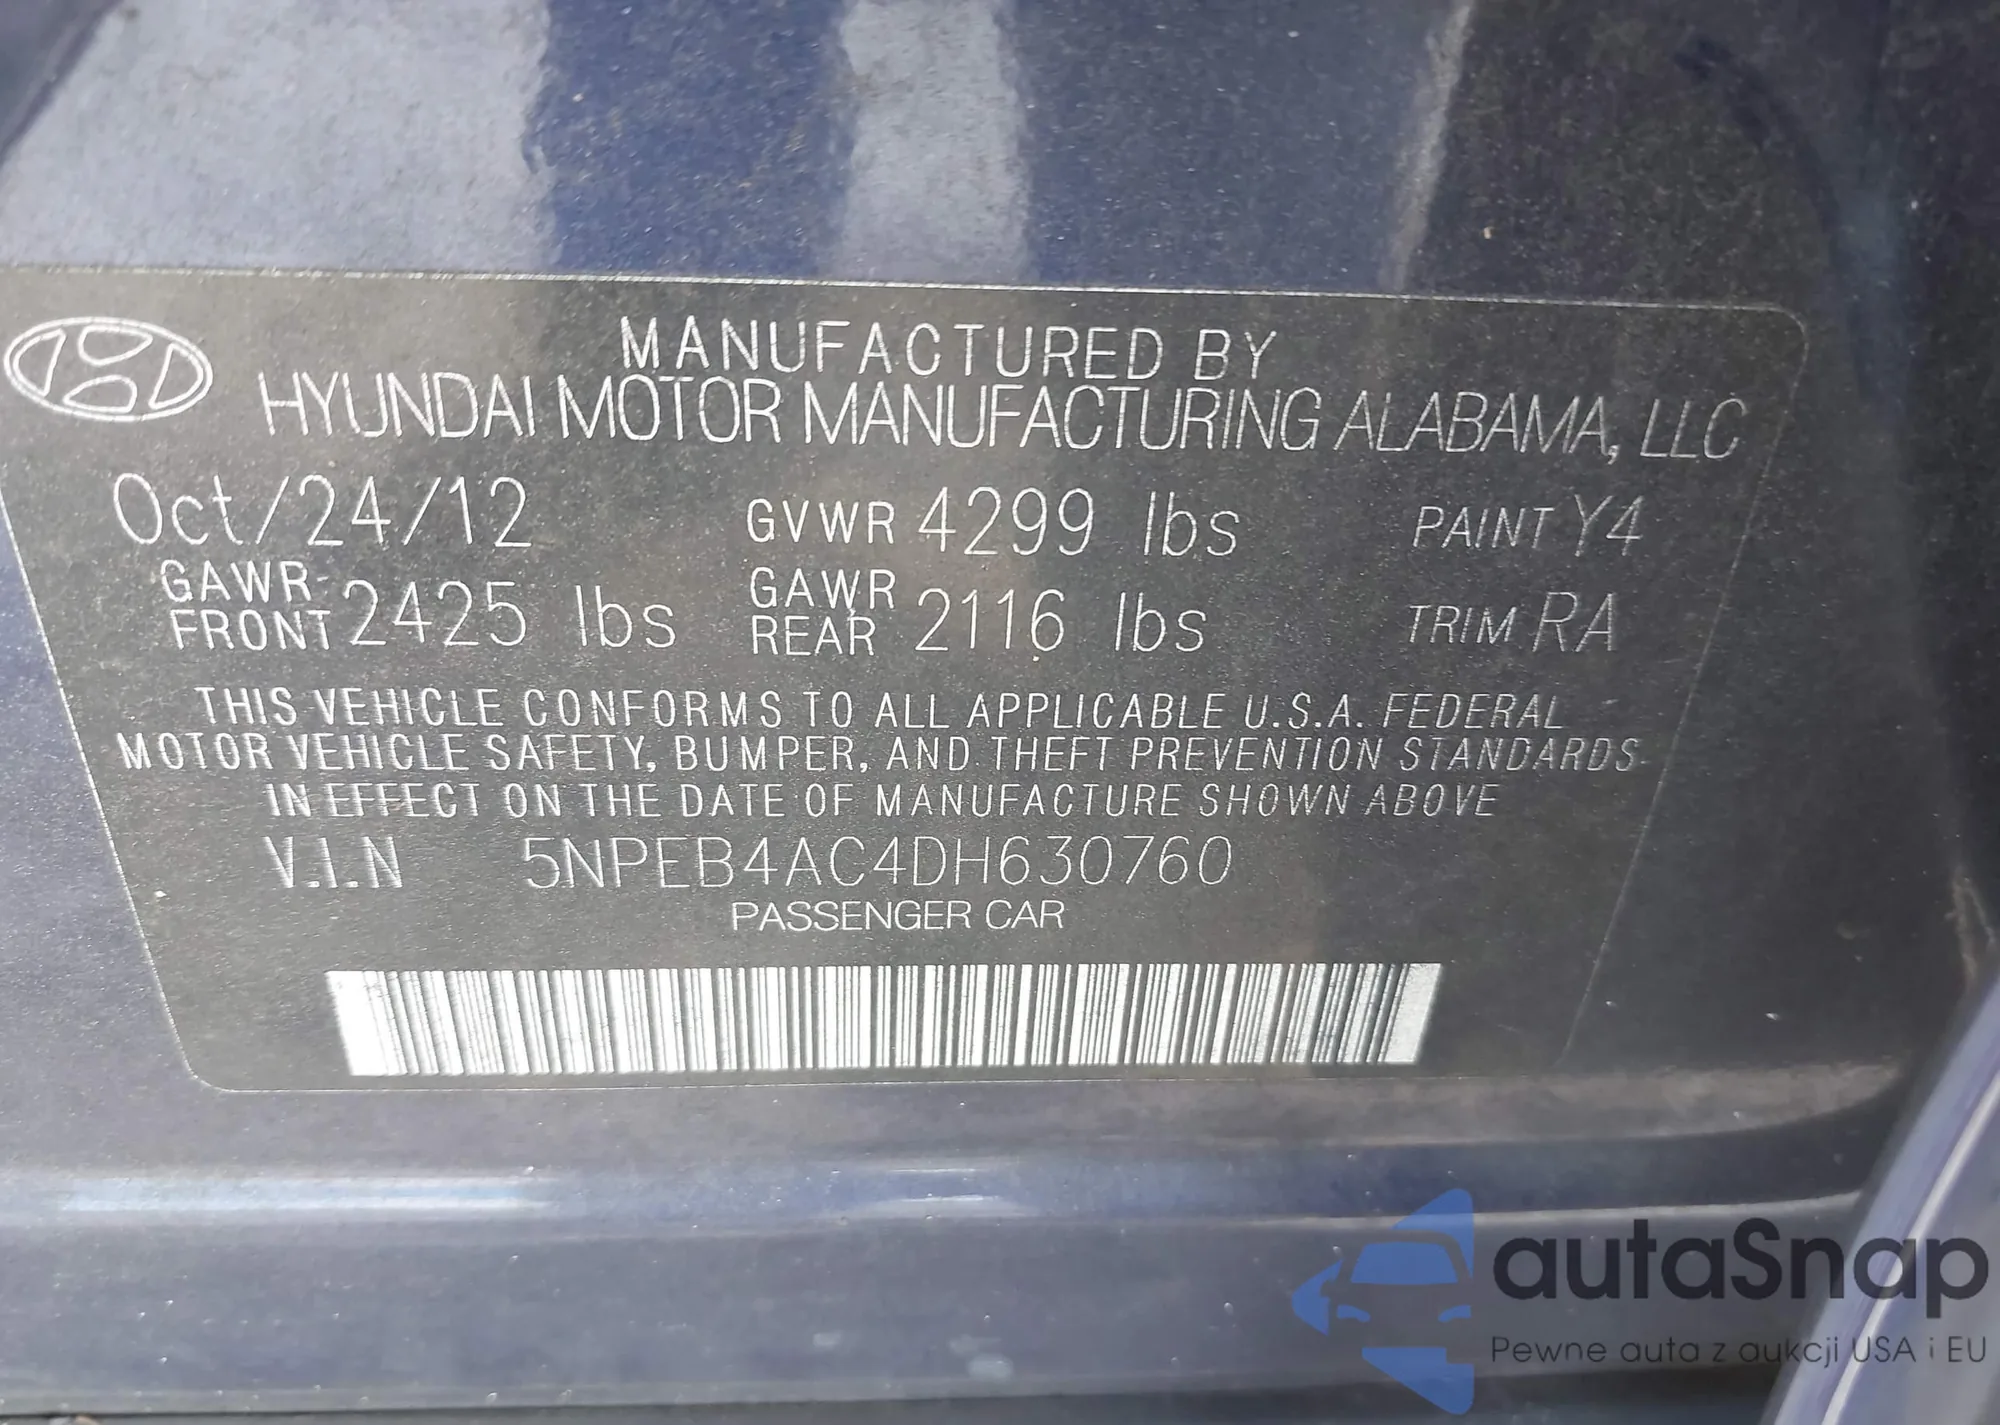 MANUFACTURED BY
HYUNDAI MOTOR MANUFACTURING ALABAMA, LLC
Oct/24/12 GVWR 4299 lbs PAINT Y4
GAWR FRONT 2425 lbs GAWR REAR 2116 lbs TRIM RA
THIS VEHICLE CONFORMS TO ALL APPLICABLE U.S.A. FEDERAL
MOTOR VEHICLE SAFETY, BUMPER, AND THEFT PREVENTION STANDARDS
IN EFFECT ON THE DATE OF MANUFACTURE SHOWN ABOVE
V.I.N 5NPEB4AC4DH630760
PASSENGER CAR
autaSnap
Pewne auta z aukcji USA i EU